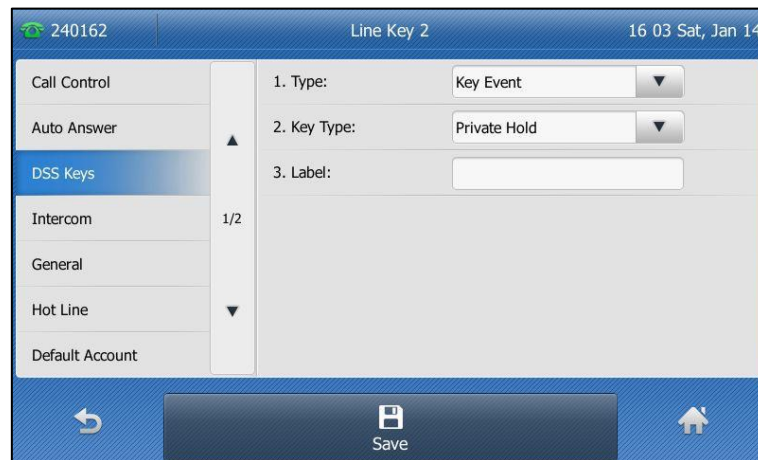 240162
Line Key 2
16 03 Sat, Jan 14
Call Control
Auto Answer
DSS Keys
Intercom
General
Hot Line
Default Account
1/2
1. Type:
Key Event
2. Key Type:
Private Hold
3. Label:
Save